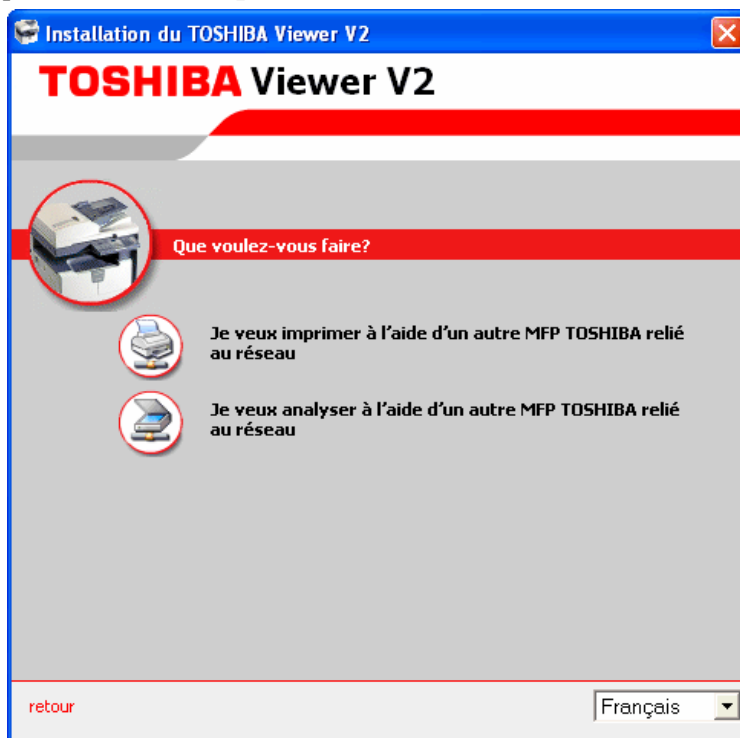 Installation du TOSHIBA Viewer V2
TOSHIBA Viewer V2
Que voulez-vous faire?
Je veux imprimer à l'aide d'un autre MFP TOSHIBA relié
au réseau
Je veux analyser à l'aide d'un autre MFP TOSHIBA relié
au réseau
retour
Français